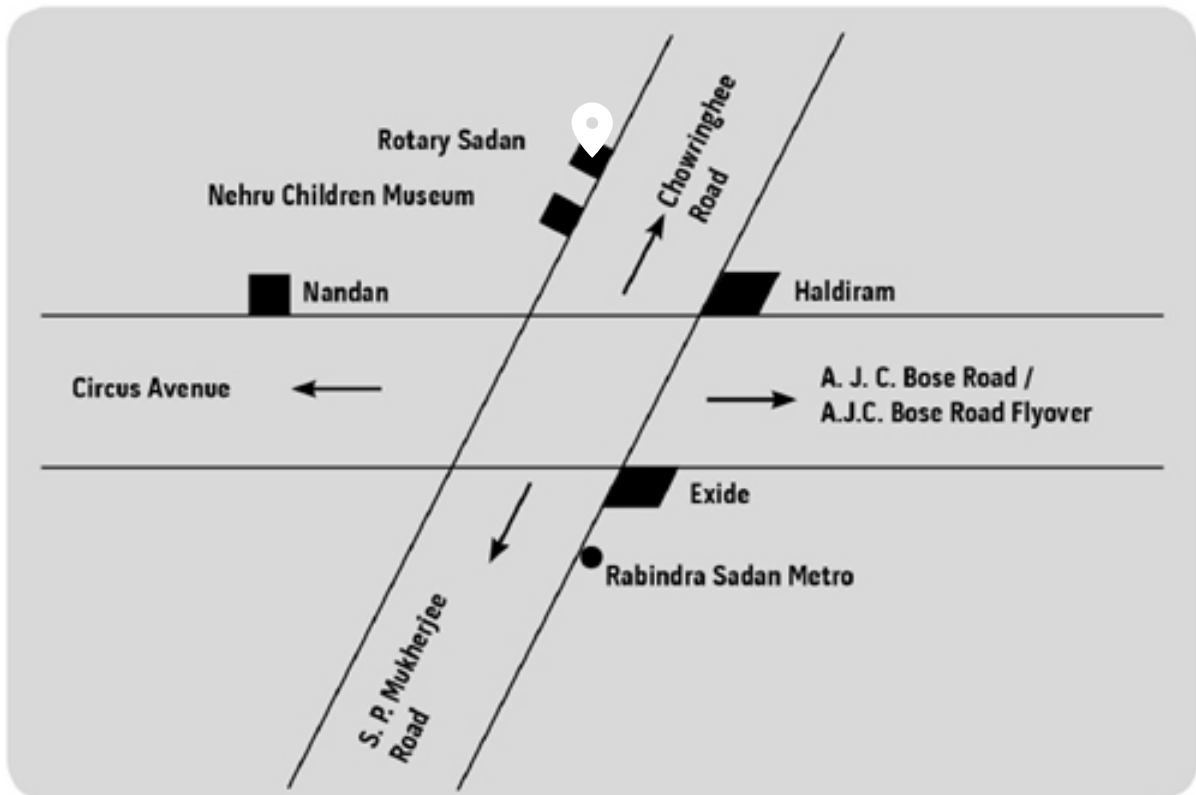 Rotary Sadan
Chowringhee
Road
Nehru Children Museum
Nandan
Haldiram
Circus Avenue
A. J. C. Bose Road /
A.J.C. Bose Road Flyover
Exide
Rabindra Sadan Metro
S. P. Mukherjee
Road